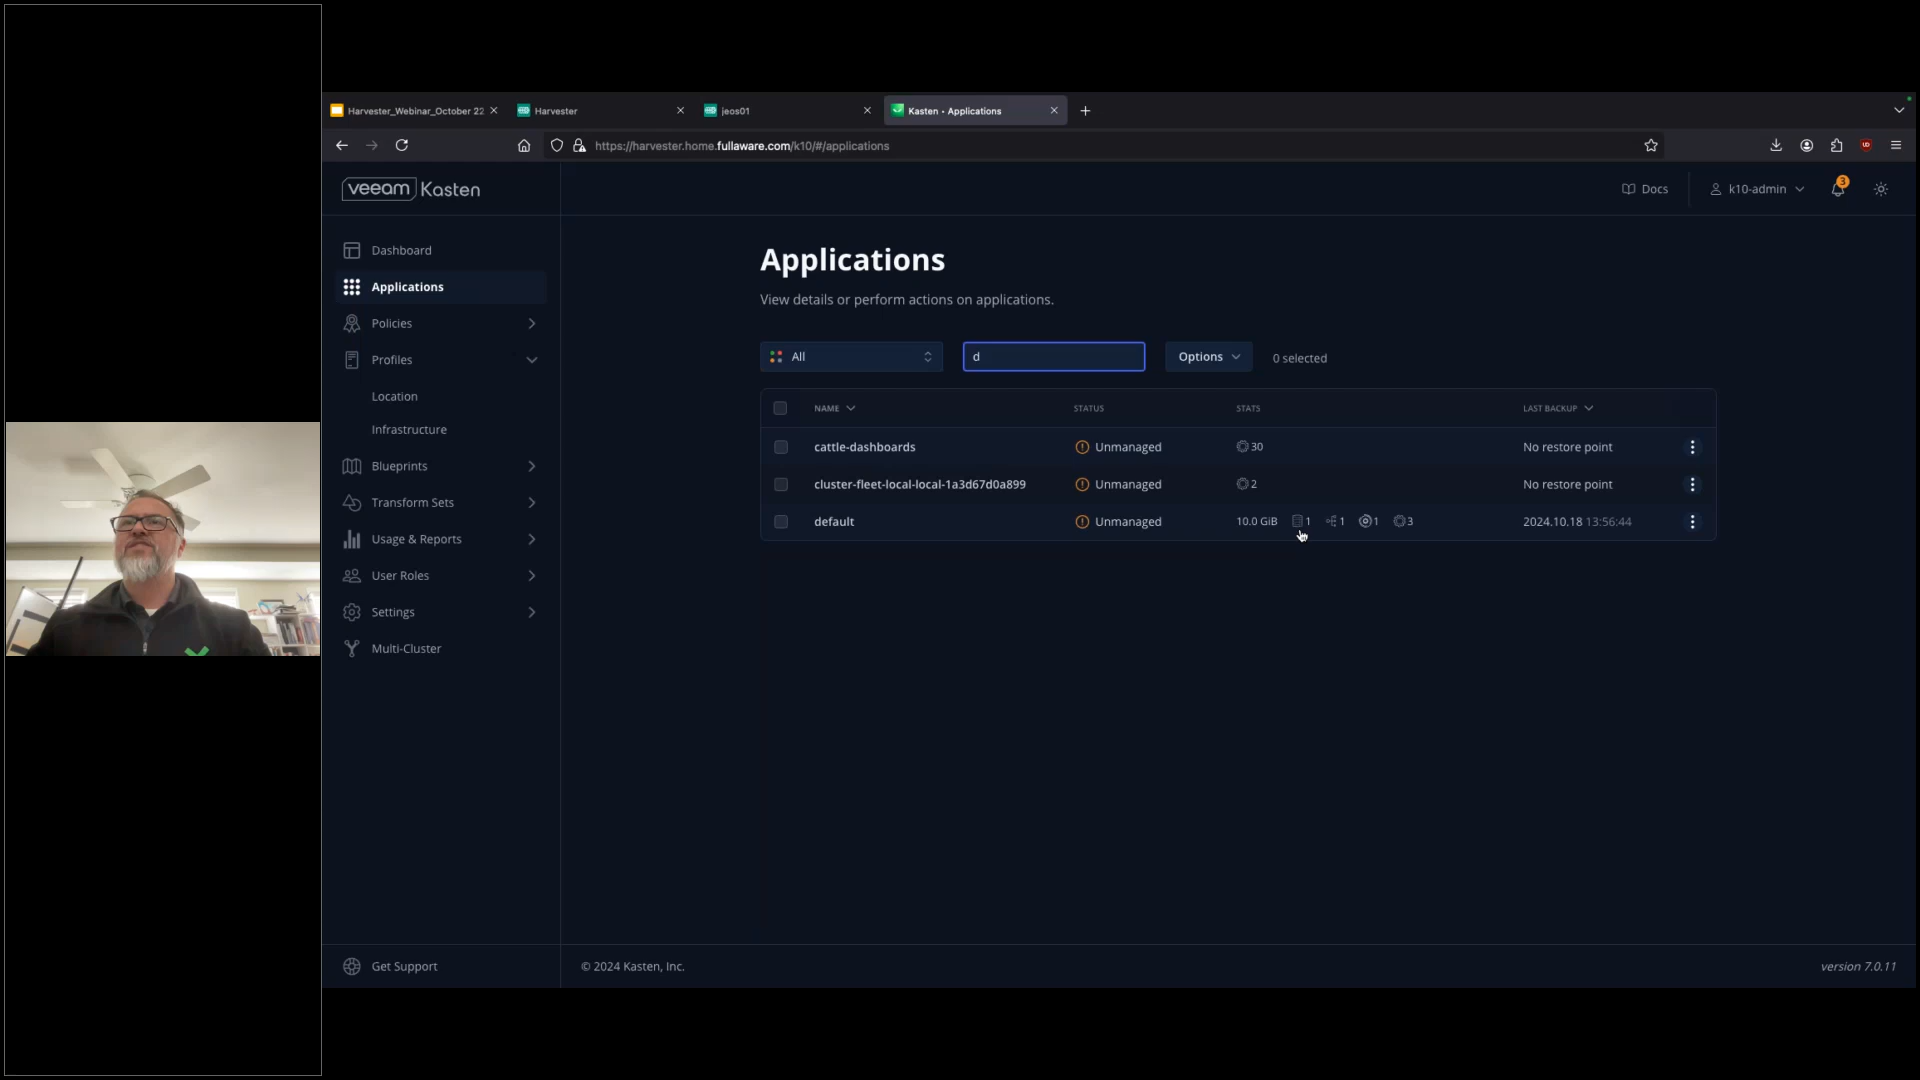 Harvester_Webinar_October 22
Harvester
jeos01
Kasten • Applications
https://harvester.home.fullaware.com/k10/#/applications
veeam Kasten
Docs
k10-admin
3
Dashboard
Applications
Policies
Profiles
Location
Infrastructure
Blueprints
Transform Sets
Usage & Reports
User Roles
Settings
Multi-Cluster
Get Support
Applications
View details or perform actions on applications.
All
d
Options
0 selected
NAME STATUS STATS LAST BACKUP
cattle-dashboards Unmanaged 30 No restore point
cluster-fleet-local-local-1a3d67d0a899 Unmanaged 2 No restore point
default Unmanaged 10.0 GiB 1 1 1 3 2024.10.18 13:56:44
© 2024 Kasten, Inc.
version 7.0.11